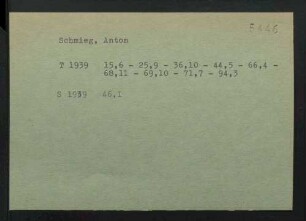 5446
Schmieg, Anton
T 1939 15,6 - 25,9 - 36,10 - 44,5 - 66,4 -
68,11 - 69,10 - 71,7 - 94,3
S 1939 46,1